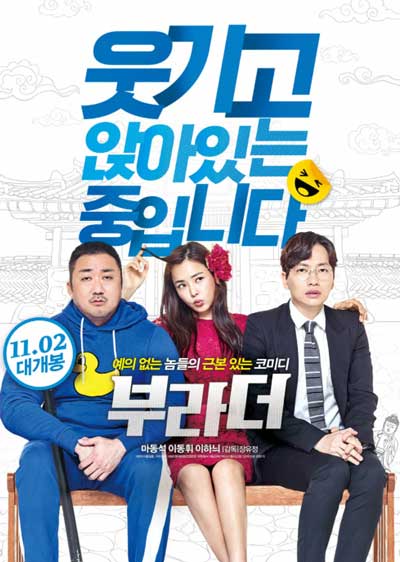 웃기고
앉아있는
중입니다
11.02
대개봉
예의 없는 놈들의 근본 있는 코미디
부라더
마동석 이동휘 이하늬 |감독|장유정